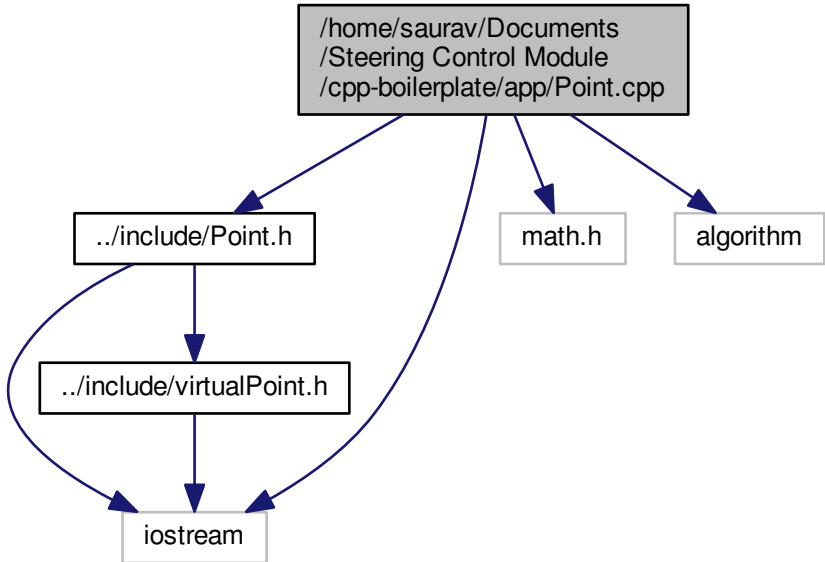 /home/saurav/Documents
/Steering Control Module
/cpp-boilerplate/app/Point.cpp
../include/Point.h
math.h
algorithm
../include/virtualPoint.h
iostream